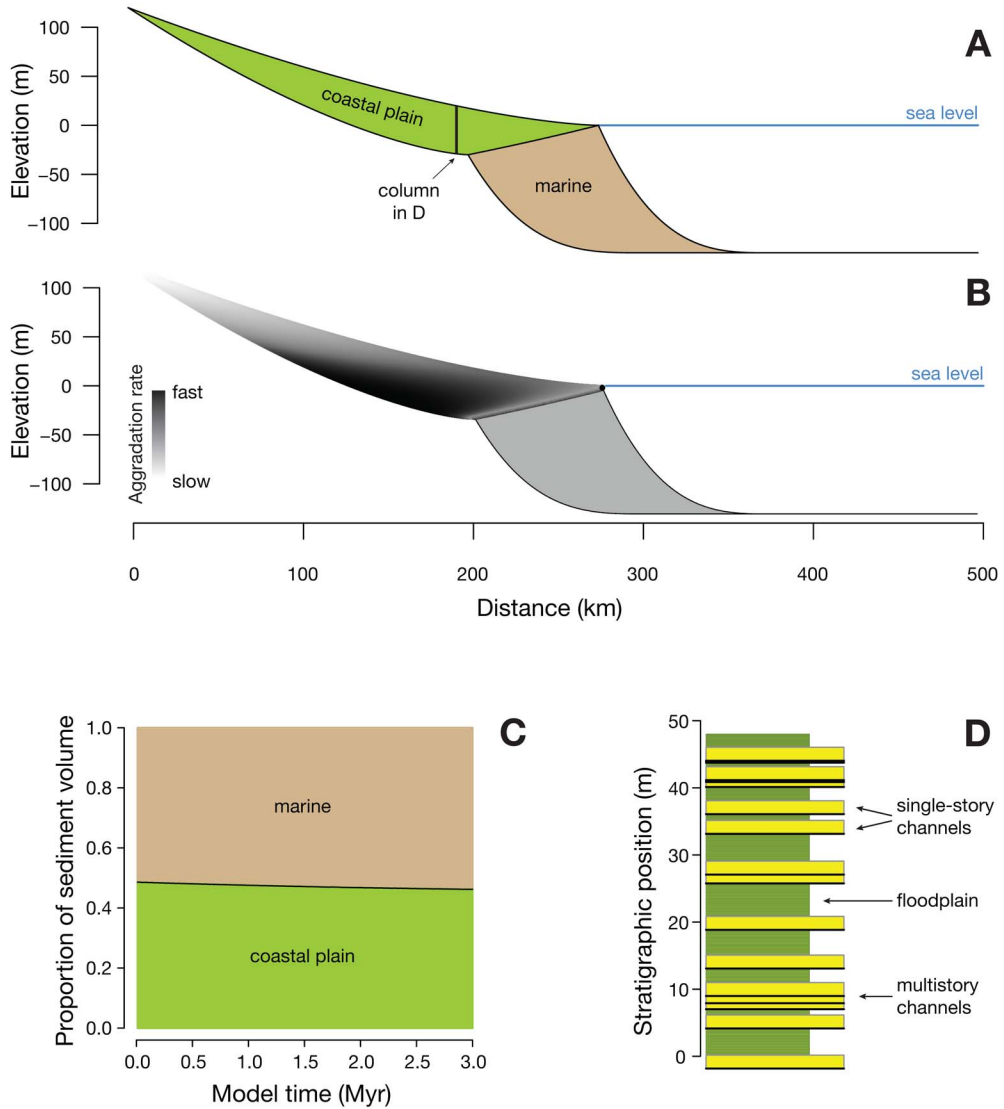 A
Elevation (m)
100
50
0
−50
−100
coastal plain
sea level
marine
column
in D
B
Elevation (m)
100
50
0
−50
−100
sea level
Aggradation rate
fast
slow
0
100
200
300
400
500
Distance (km)
C
Proportion of sediment volume
1.0
0.8
0.6
0.4
0.2
0.0
marine
coastal plain
0.0
0.5
1.0
1.5
2.0
2.5
3.0
Model time (Myr)
D
Stratigraphic position (m)
50
40
30
20
10
0
single-story
channels
floodplain
multistory
channels